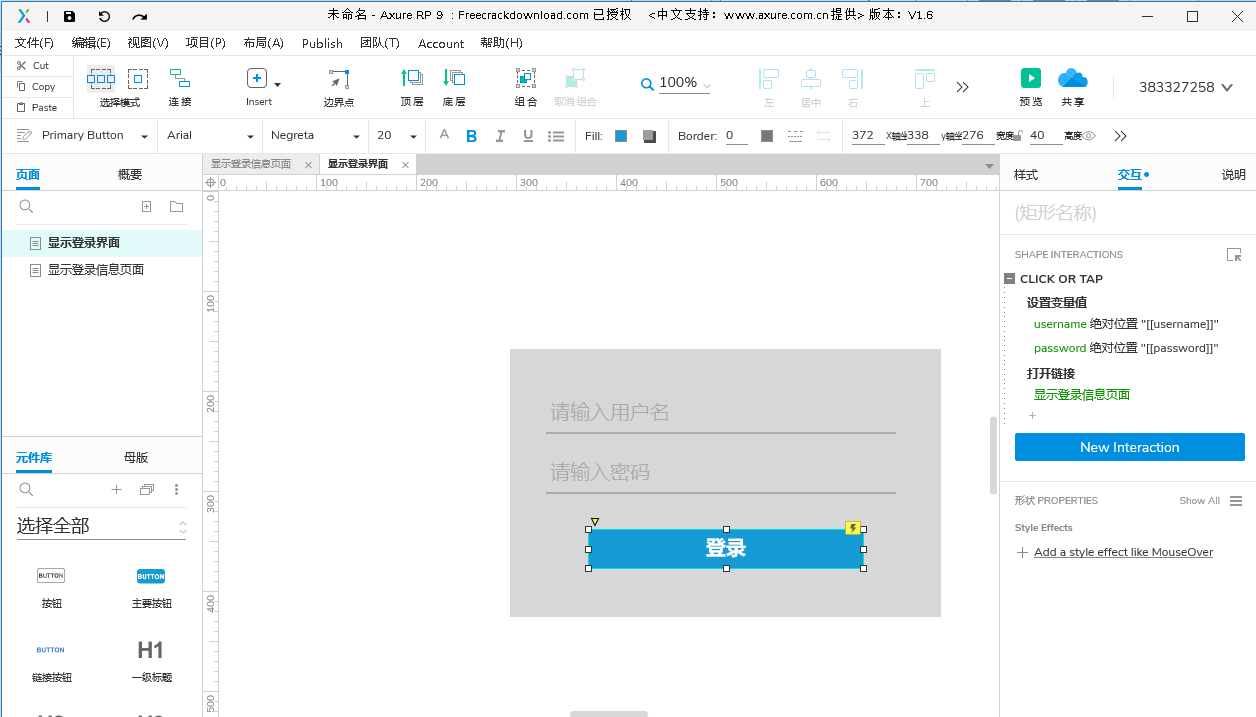 未命名 - Axure RP 9 : Freecrackdownload.com 已授权 <中文支持：www.axure.com.cn提供> 版本：V1.6
文件(F) 编辑(E) 视图(V) 项目(P) 布局(A) Publish 团队(T) Account 帮助(H)
Cut
Copy
Paste
选择模式
连接
Insert
边界点
顶层
底层
组合
取消组合
100%
左
居中
右
上
预览
共享
383327258
Primary Button Arial Negreta 20 A B I U Fill: Border: 0 372 X轴坐 338 y轴坐 276 宽度 40 高度
页面 概要
显示登录界面
显示登录信息页面
元件库 母版
选择全部
BUTTON
按钮
BUTTON
主要按钮
BUTTON
链接按钮
H1
一级标题
显示登录信息页面 显示登录界面
0 100 200 300 400 500 600 700
0
100
200
300
400
500
请输入用户名
请输入密码
登录
样式 交互 说明
(矩形名称)
SHAPE INTERACTIONS
CLICK OR TAP
设置变量值
username 绝对位置 "[[username]]"
password 绝对位置 "[[password]]"
打开链接
显示登录信息页面
New Interaction
形状 PROPERTIES Show All
Style Effects
Add a style effect like MouseOver